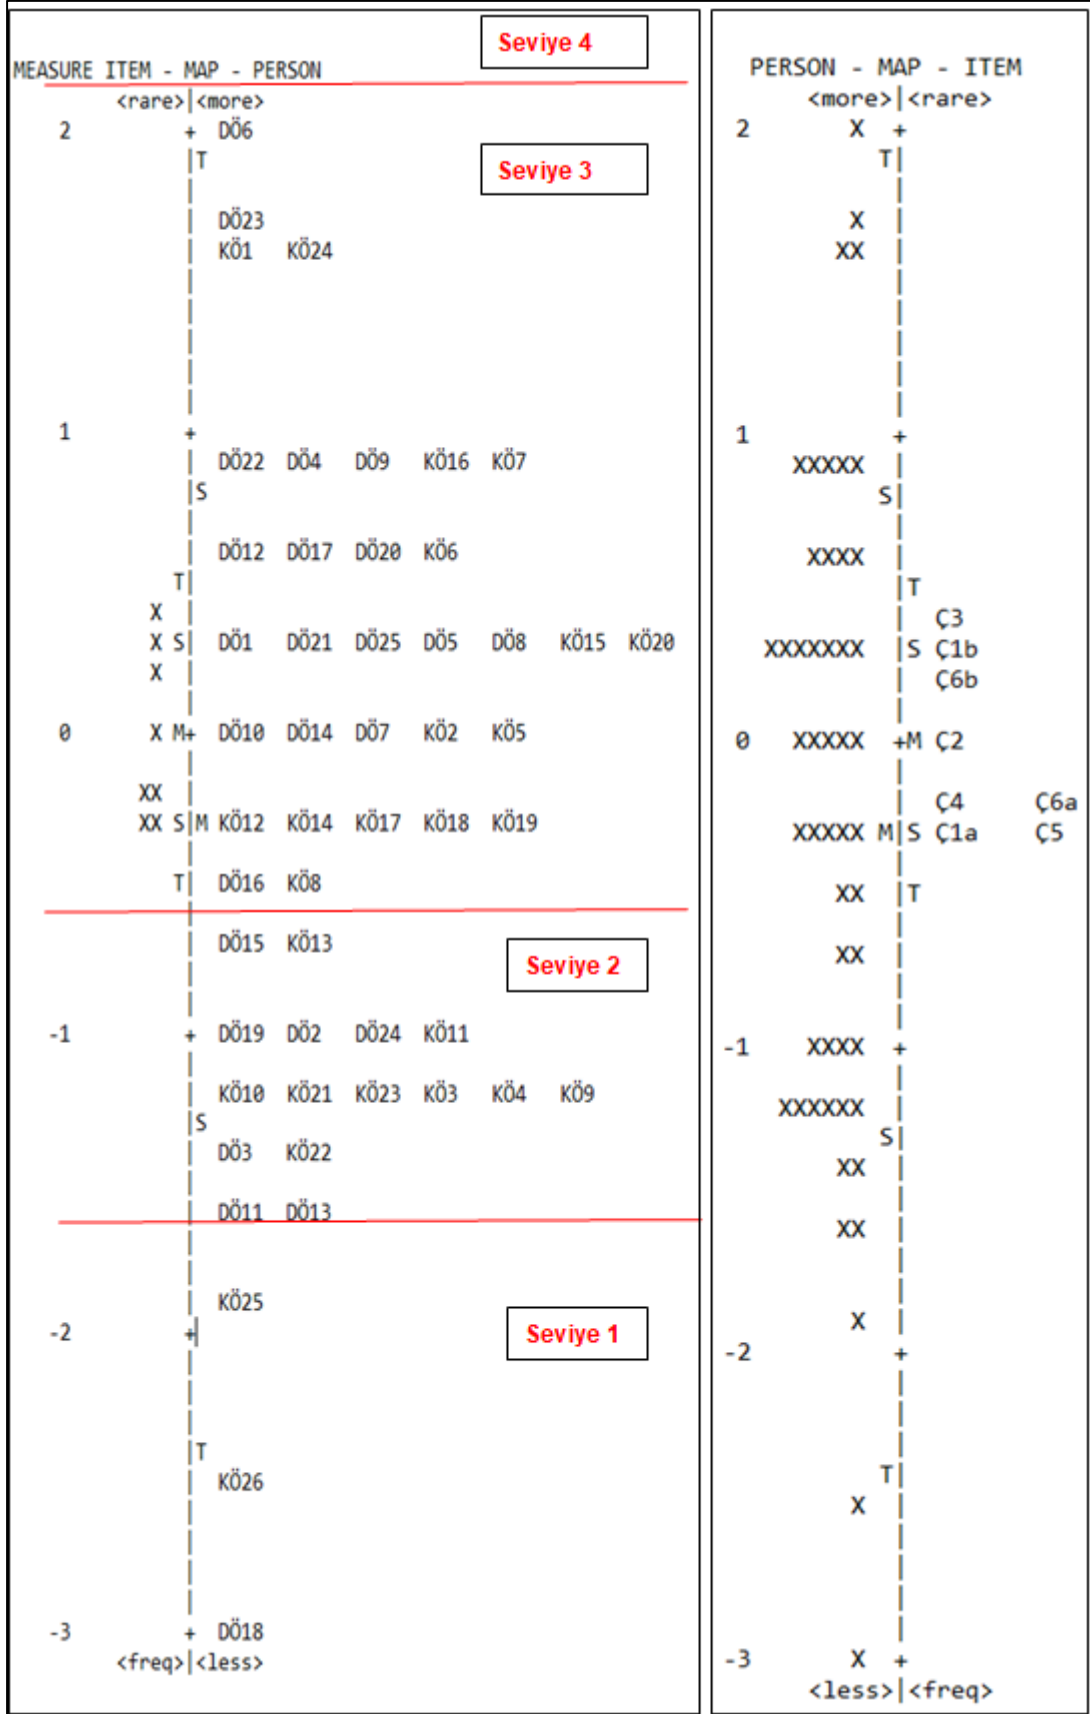 Seviye 4
MEASURE ITEM - MAP - PERSON
<rare>|<more>
2 + DÖ6
|T
Seviye 3
| DÖ23
| KÖ1 KÖ24
1 +
| DÖ22 DÖ4 DÖ9 KÖ16 KÖ7
|S
| DÖ12 DÖ17 DÖ20 KÖ6
T|
X |
X S| DÖ1 DÖ21 DÖ25 DÖ5 DÖ8 KÖ15 KÖ20
X |
0 X M+ DÖ10 DÖ14 DÖ7 KÖ2 KÖ5
XX |
XX S|M KÖ12 KÖ14 KÖ17 KÖ18 KÖ19
T| DÖ16 KÖ8
| DÖ15 KÖ13
Seviye 2
-1 + DÖ19 DÖ2 DÖ24 KÖ11
| KÖ10 KÖ21 KÖ23 KÖ3 KÖ4 KÖ9
|S
| DÖ3 KÖ22
| DÖ11 DÖ13
| KÖ25
-2 +|
Seviye 1
|T
| KÖ26
-3 + DÖ18
<freq>|<less>
PERSON - MAP - ITEM
<more>|<rare>
2 X +
T|
X |
XX |
1 +
XXXXX |
S|
XXXX |
|T
| Ç3
XXXXXXX |S Ç1b
| Ç6b
0 XXXXX +M Ç2
| Ç4 Ç6a
XXXXX M|S Ç1a Ç5
XX |T
XX |
-1 XXXX +
XXXXXX |
S|
XX |
XX |
X |
-2 +
T|
X |
-3 X +
<less>|<freq>